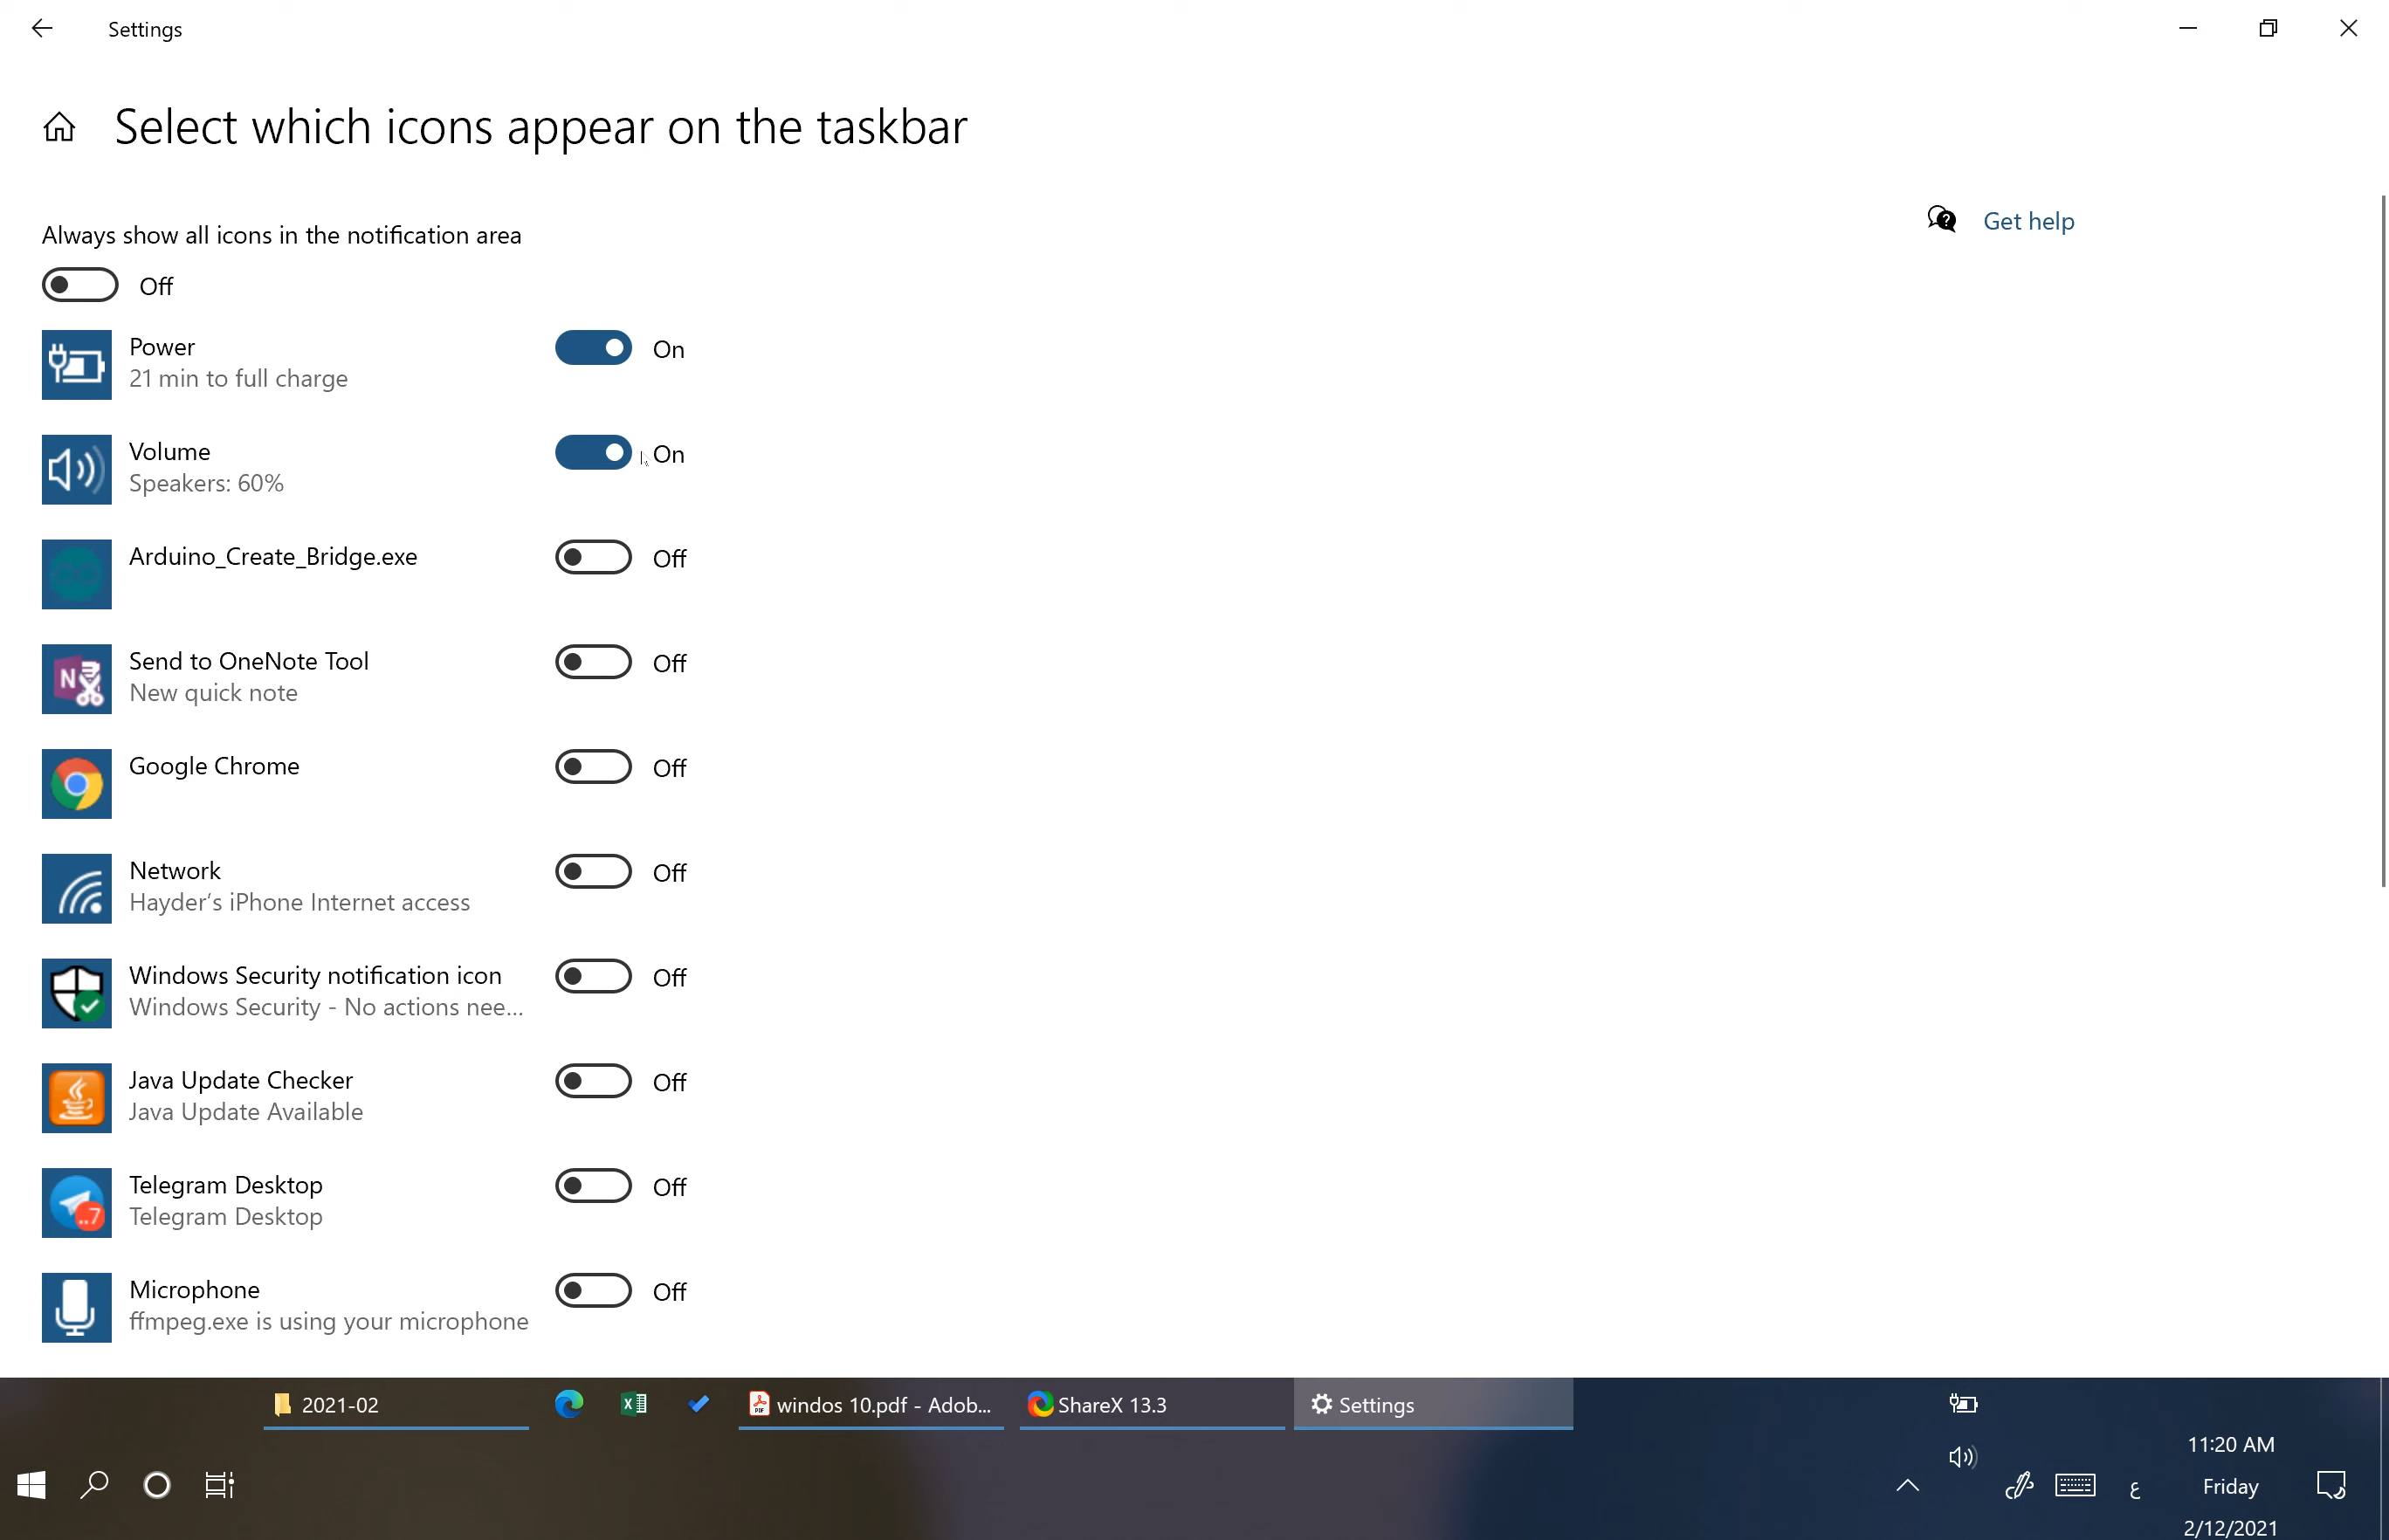 Settings
Select which icons appear on the taskbar
Always show all icons in the notification area
Get help
Off
Power
On
21 min to full charge
Volume
On
Speakers: 60%
Arduino_Create_Bridge.exe
Off
Send to OneNote Tool
Off
New quick note
Google Chrome
Off
Network
Off
Hayder's iPhone Internet access
Windows Security notification icon
Off
Windows Security - No actions nee...
Java Update Checker
Off
Java Update Available
Telegram Desktop
Off
Telegram Desktop
..7
Microphone
Off
ffmpeg.exe is using your microphone
2021-02
windos 10.pdf - Adob...
ShareX 13.3
Settings
11:20 AM
ع
Friday
2/12/2021